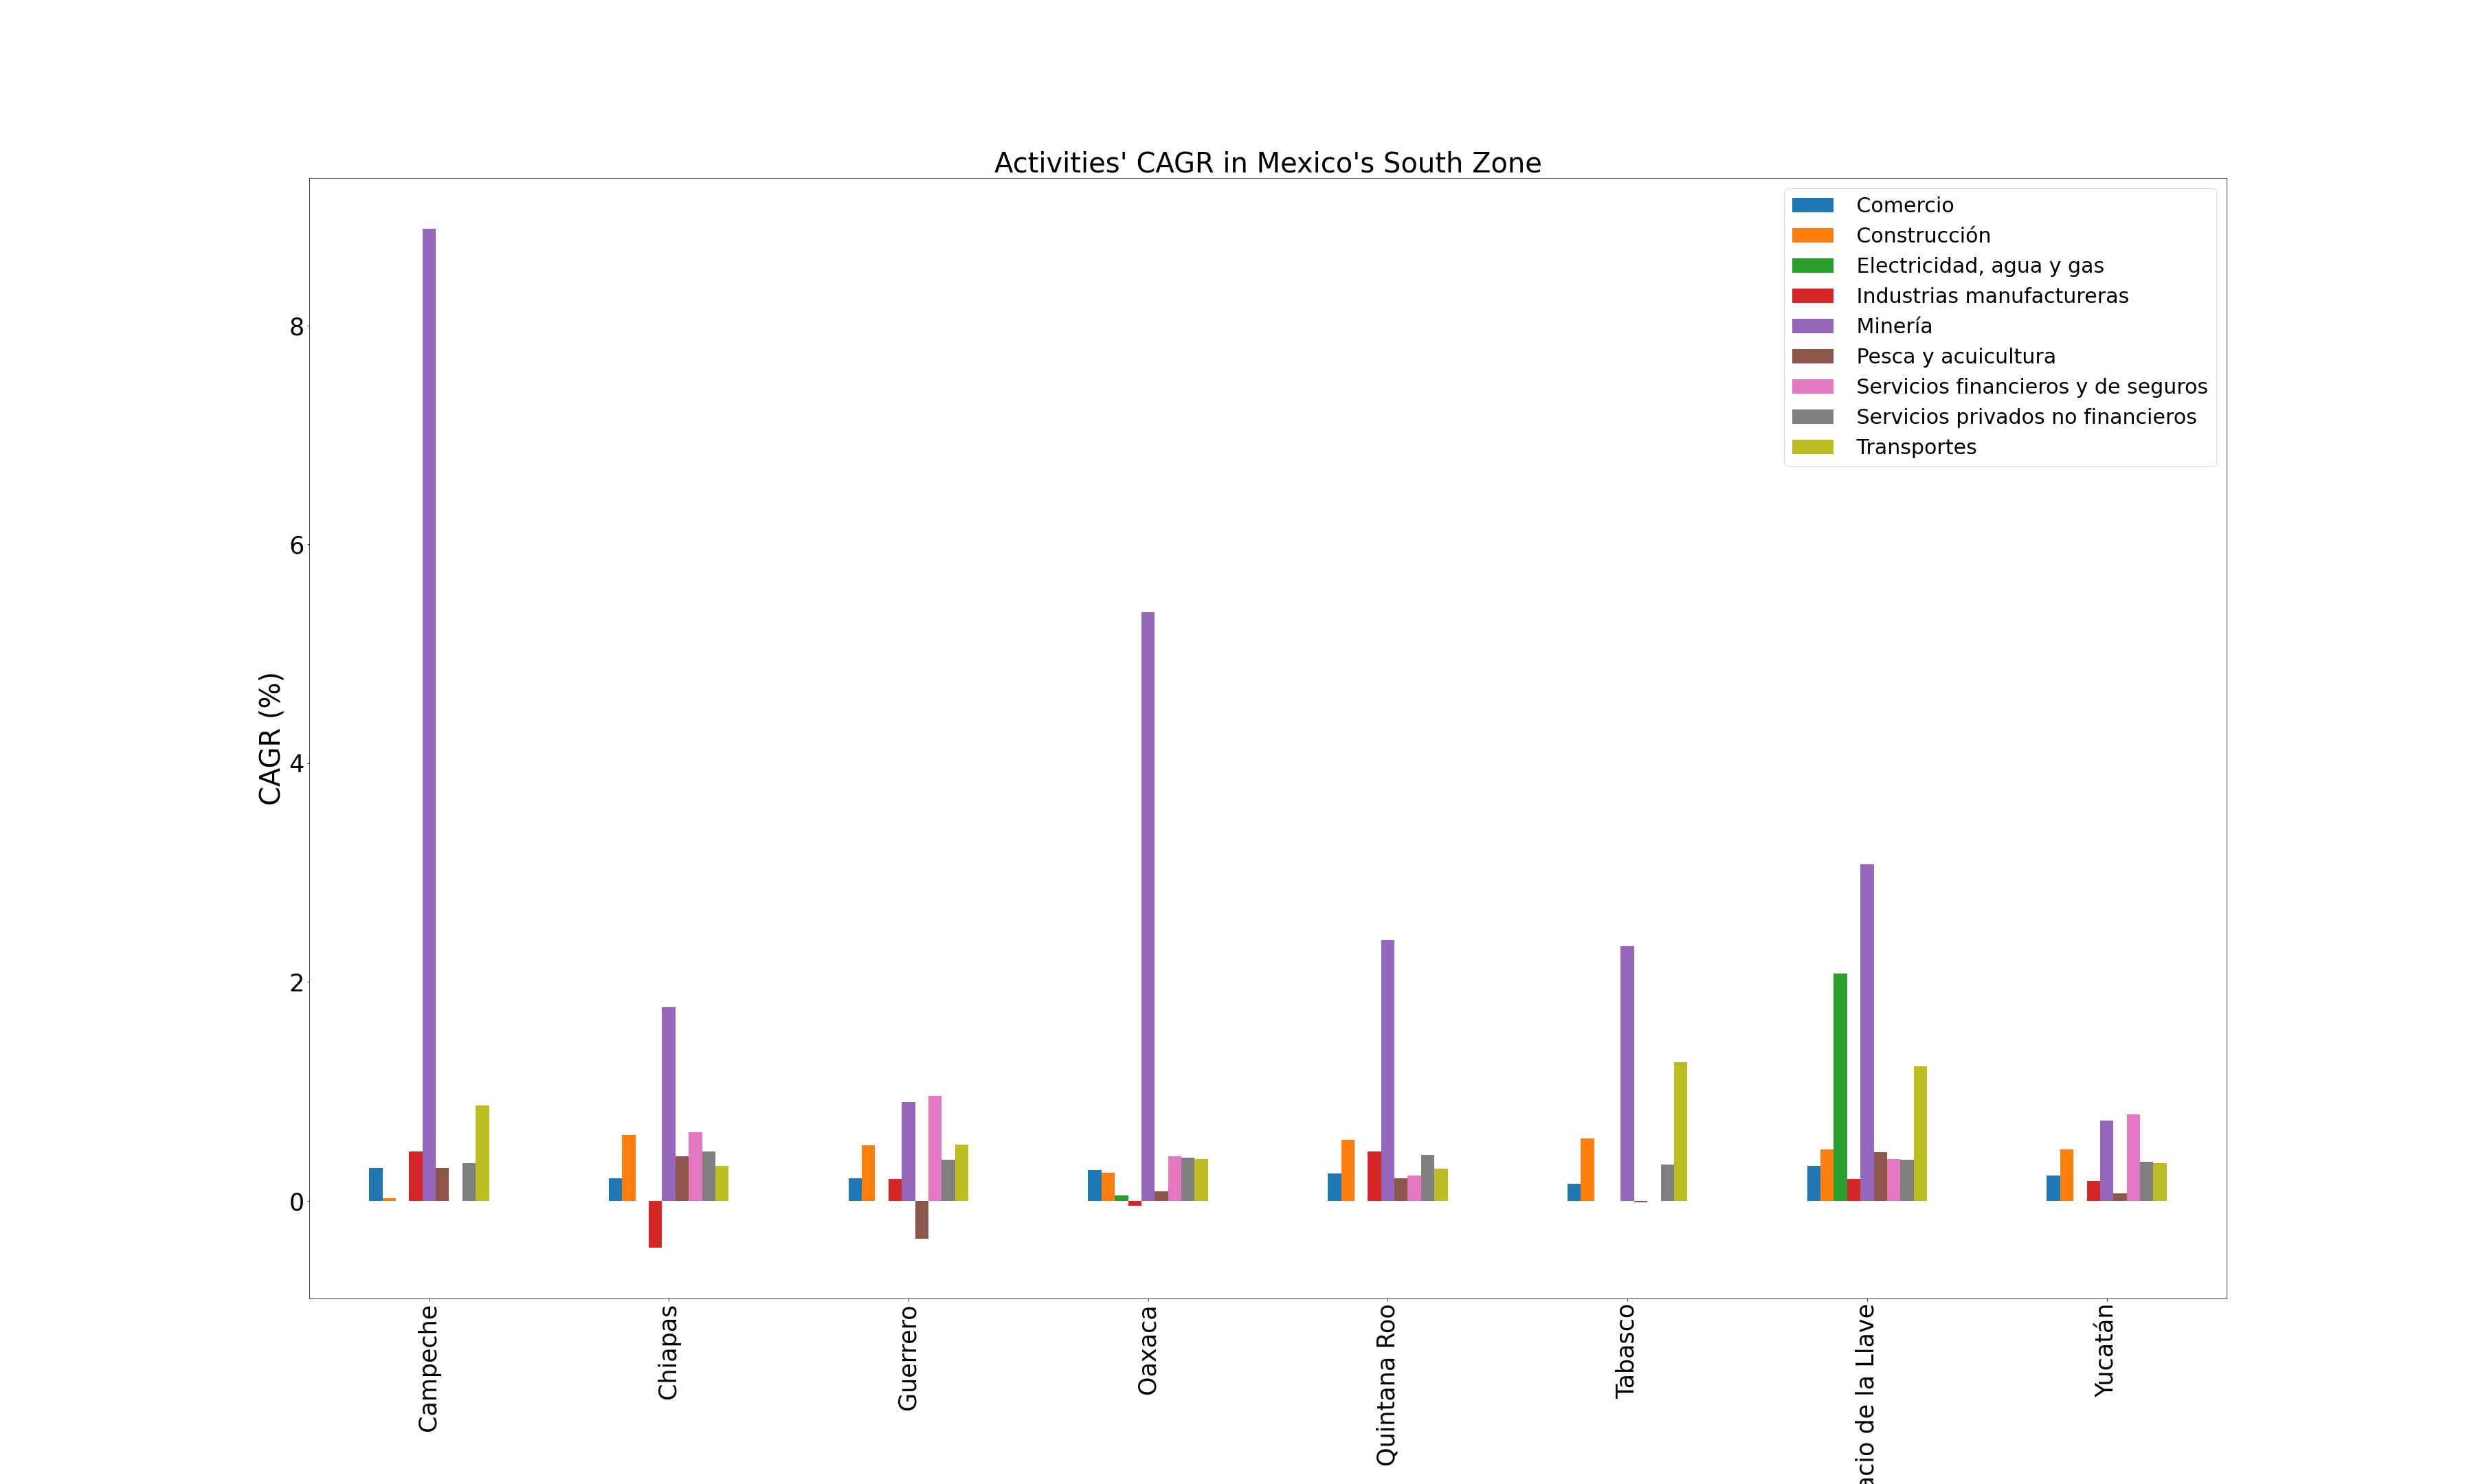 Activities' CAGR in Mexico's South Zone
Comercio
Construcción
Electricidad, agua y gas
Industrias manufactureras
Minería
Pesca y acuicultura
Servicios financieros y de seguros
Servicios privados no financieros
Transportes
CAGR (%)
8
6
4
2
0
Campeche
Chiapas
Guerrero
Oaxaca
Quintana Roo
Tabasco
de la Llave
Yucatán